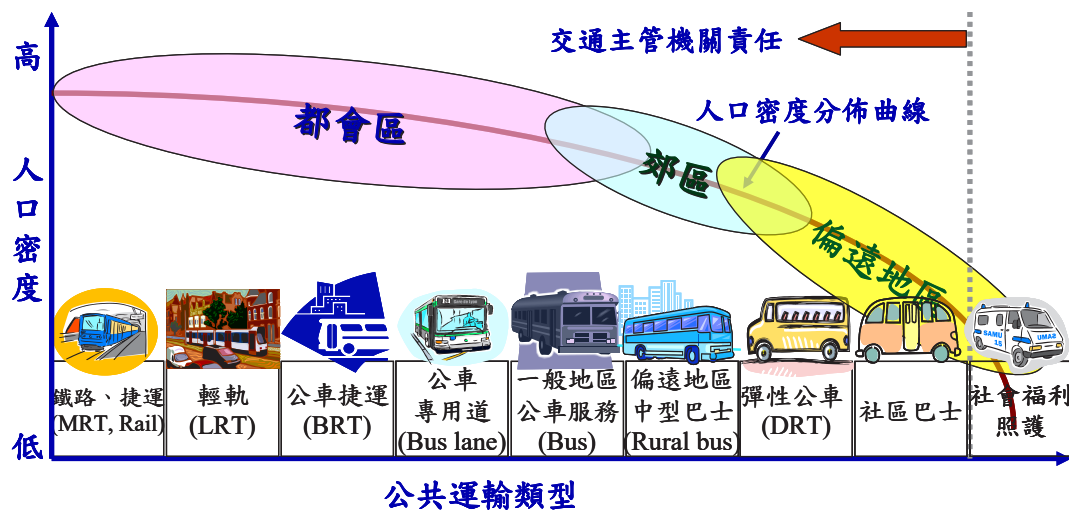 高
人口密度
低
交通主管機關責任
人口密度分佈曲線
都會區
郊區
偏遠地區
鐵路、捷運
(MRT, Rail)
輕軌
(LRT)
公車捷運
(BRT)
公車
專用道
(Bus lane)
一般地區
公車服務
(Bus)
偏遠地區
中型巴士
(Rural bus)
彈性公車
(DRT)
社區巴士
SAMU
15
SAMU
社會福利
照護
公共運輸類型